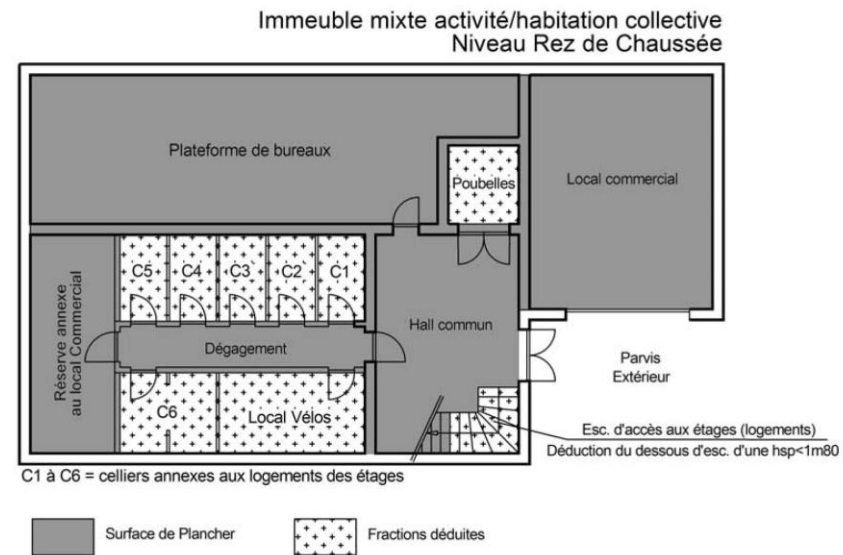 Immeuble mixte activité/habitation collective
Niveau Rez de Chaussée
Plateforme de bureaux
Poubelles
Local commercial
Réserve annexe
au local Commercial
C5
C4
C3
C2
C1
Hall commun
Dégagement
Parvis
Extérieur
C6
Local Vélos
Esc. d'accès aux étages (logements)
Déduction du dessous d'esc. d'une hsp<1m80
C1 à C6 = celliers annexes aux logements des étages
Surface de Plancher
Fractions déduites